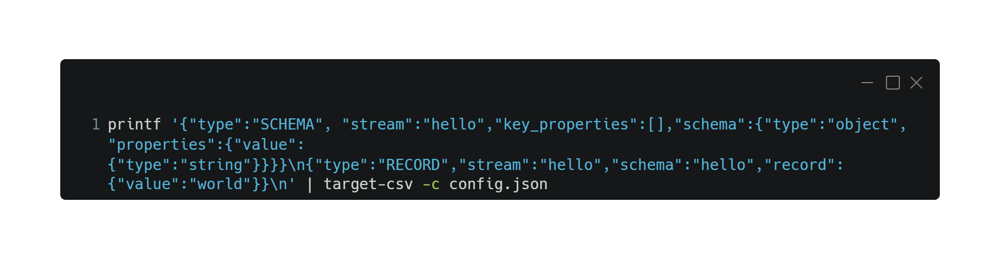 1 printf '{"type":"SCHEMA", "stream":"hello","key_properties":[],"schema":{"type":"object",
"properties":{"value":
{"type":"string"}}}}\n{"type":"RECORD","stream":"hello","schema":"hello","record":
{"value":"world"}}\n' | target-csv -c config.json